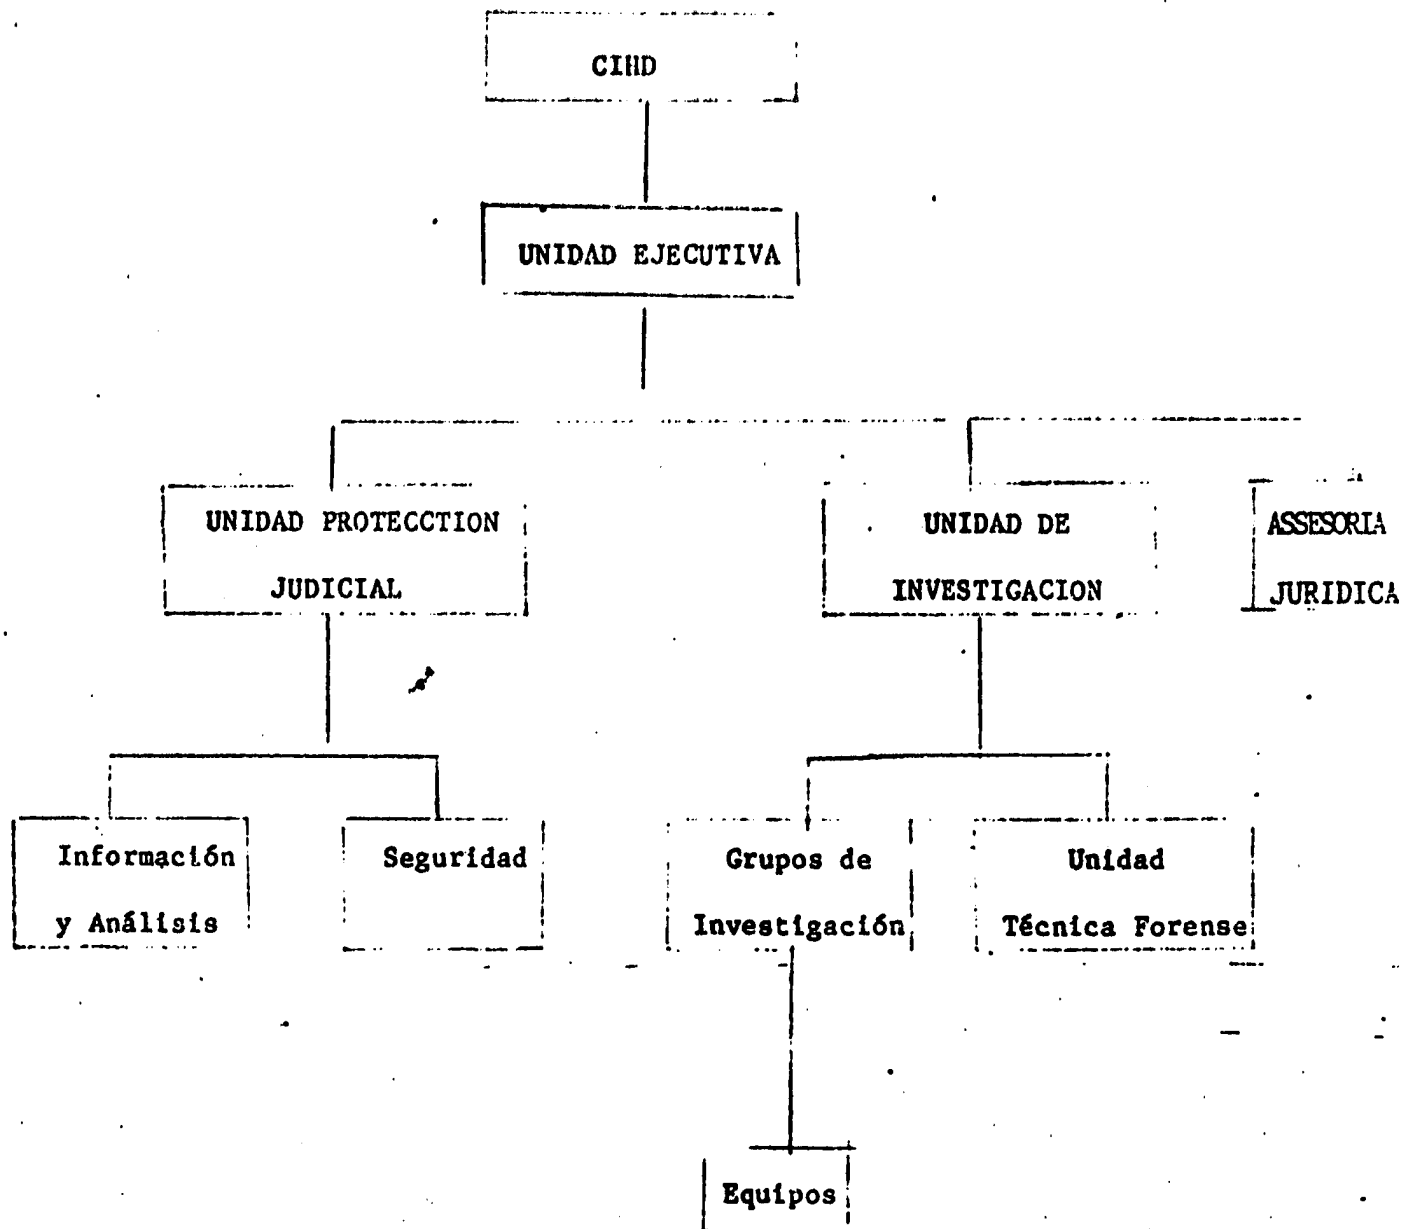 CIHD
UNIDAD EJECUTIVA
UNIDAD PROTECCTION
JUDICIAL
UNIDAD DE
INVESTIGACION
ASSESORIA
JURIDICA
Información
y Análisis
Seguridad
Grupos de
Investigación
Unidad
Técnica Forense
Equipos